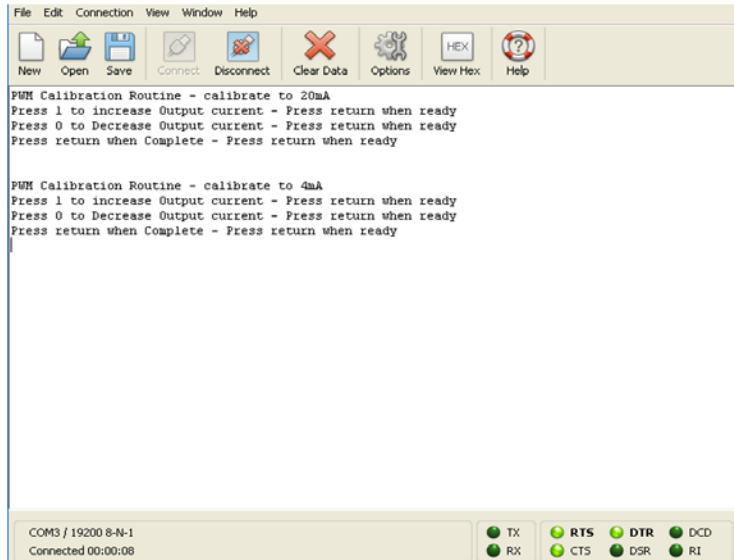 File Edit Connection View Window Help
New Open Save Connect Disconnect Clear Data Options HEX View Hex Help
PWM Calibration Routine - calibrate to 20mA
Press 1 to increase Output current - Press return when ready
Press 0 to Decrease Output current - Press return when ready
Press return when Complete - Press return when ready
PWM Calibration Routine - calibrate to 4mA
Press 1 to increase Output current - Press return when ready
Press 0 to Decrease Output current - Press return when ready
Press return when Complete - Press return when ready
COM3 / 19200 8-N-1
Connected 00:00:08
TX RTS DTR DCD
RX CTS DSR RI